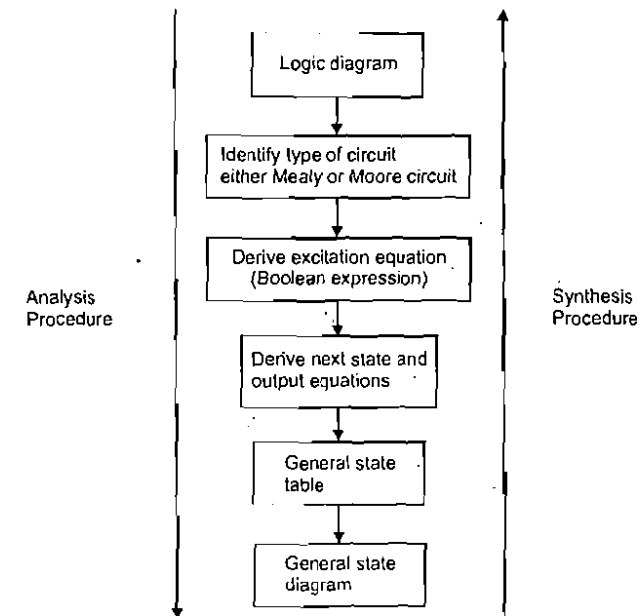 Logic diagram
Identify type of circuit
either Mealy or Moore circuit
Derive excitation equation
(Boolean expression)
Analysis
Procedure
Synthesis
Procedure
Derive next state and
output equations
General state
table
General state
diagram